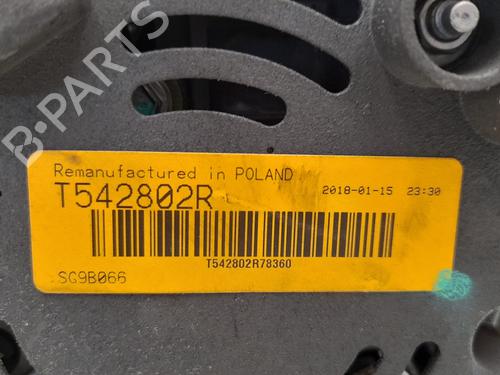 B-PARTS
Remanufactured in POLAND
T542802R 2018-01-15 23:30
T542802R78360
SG9B066